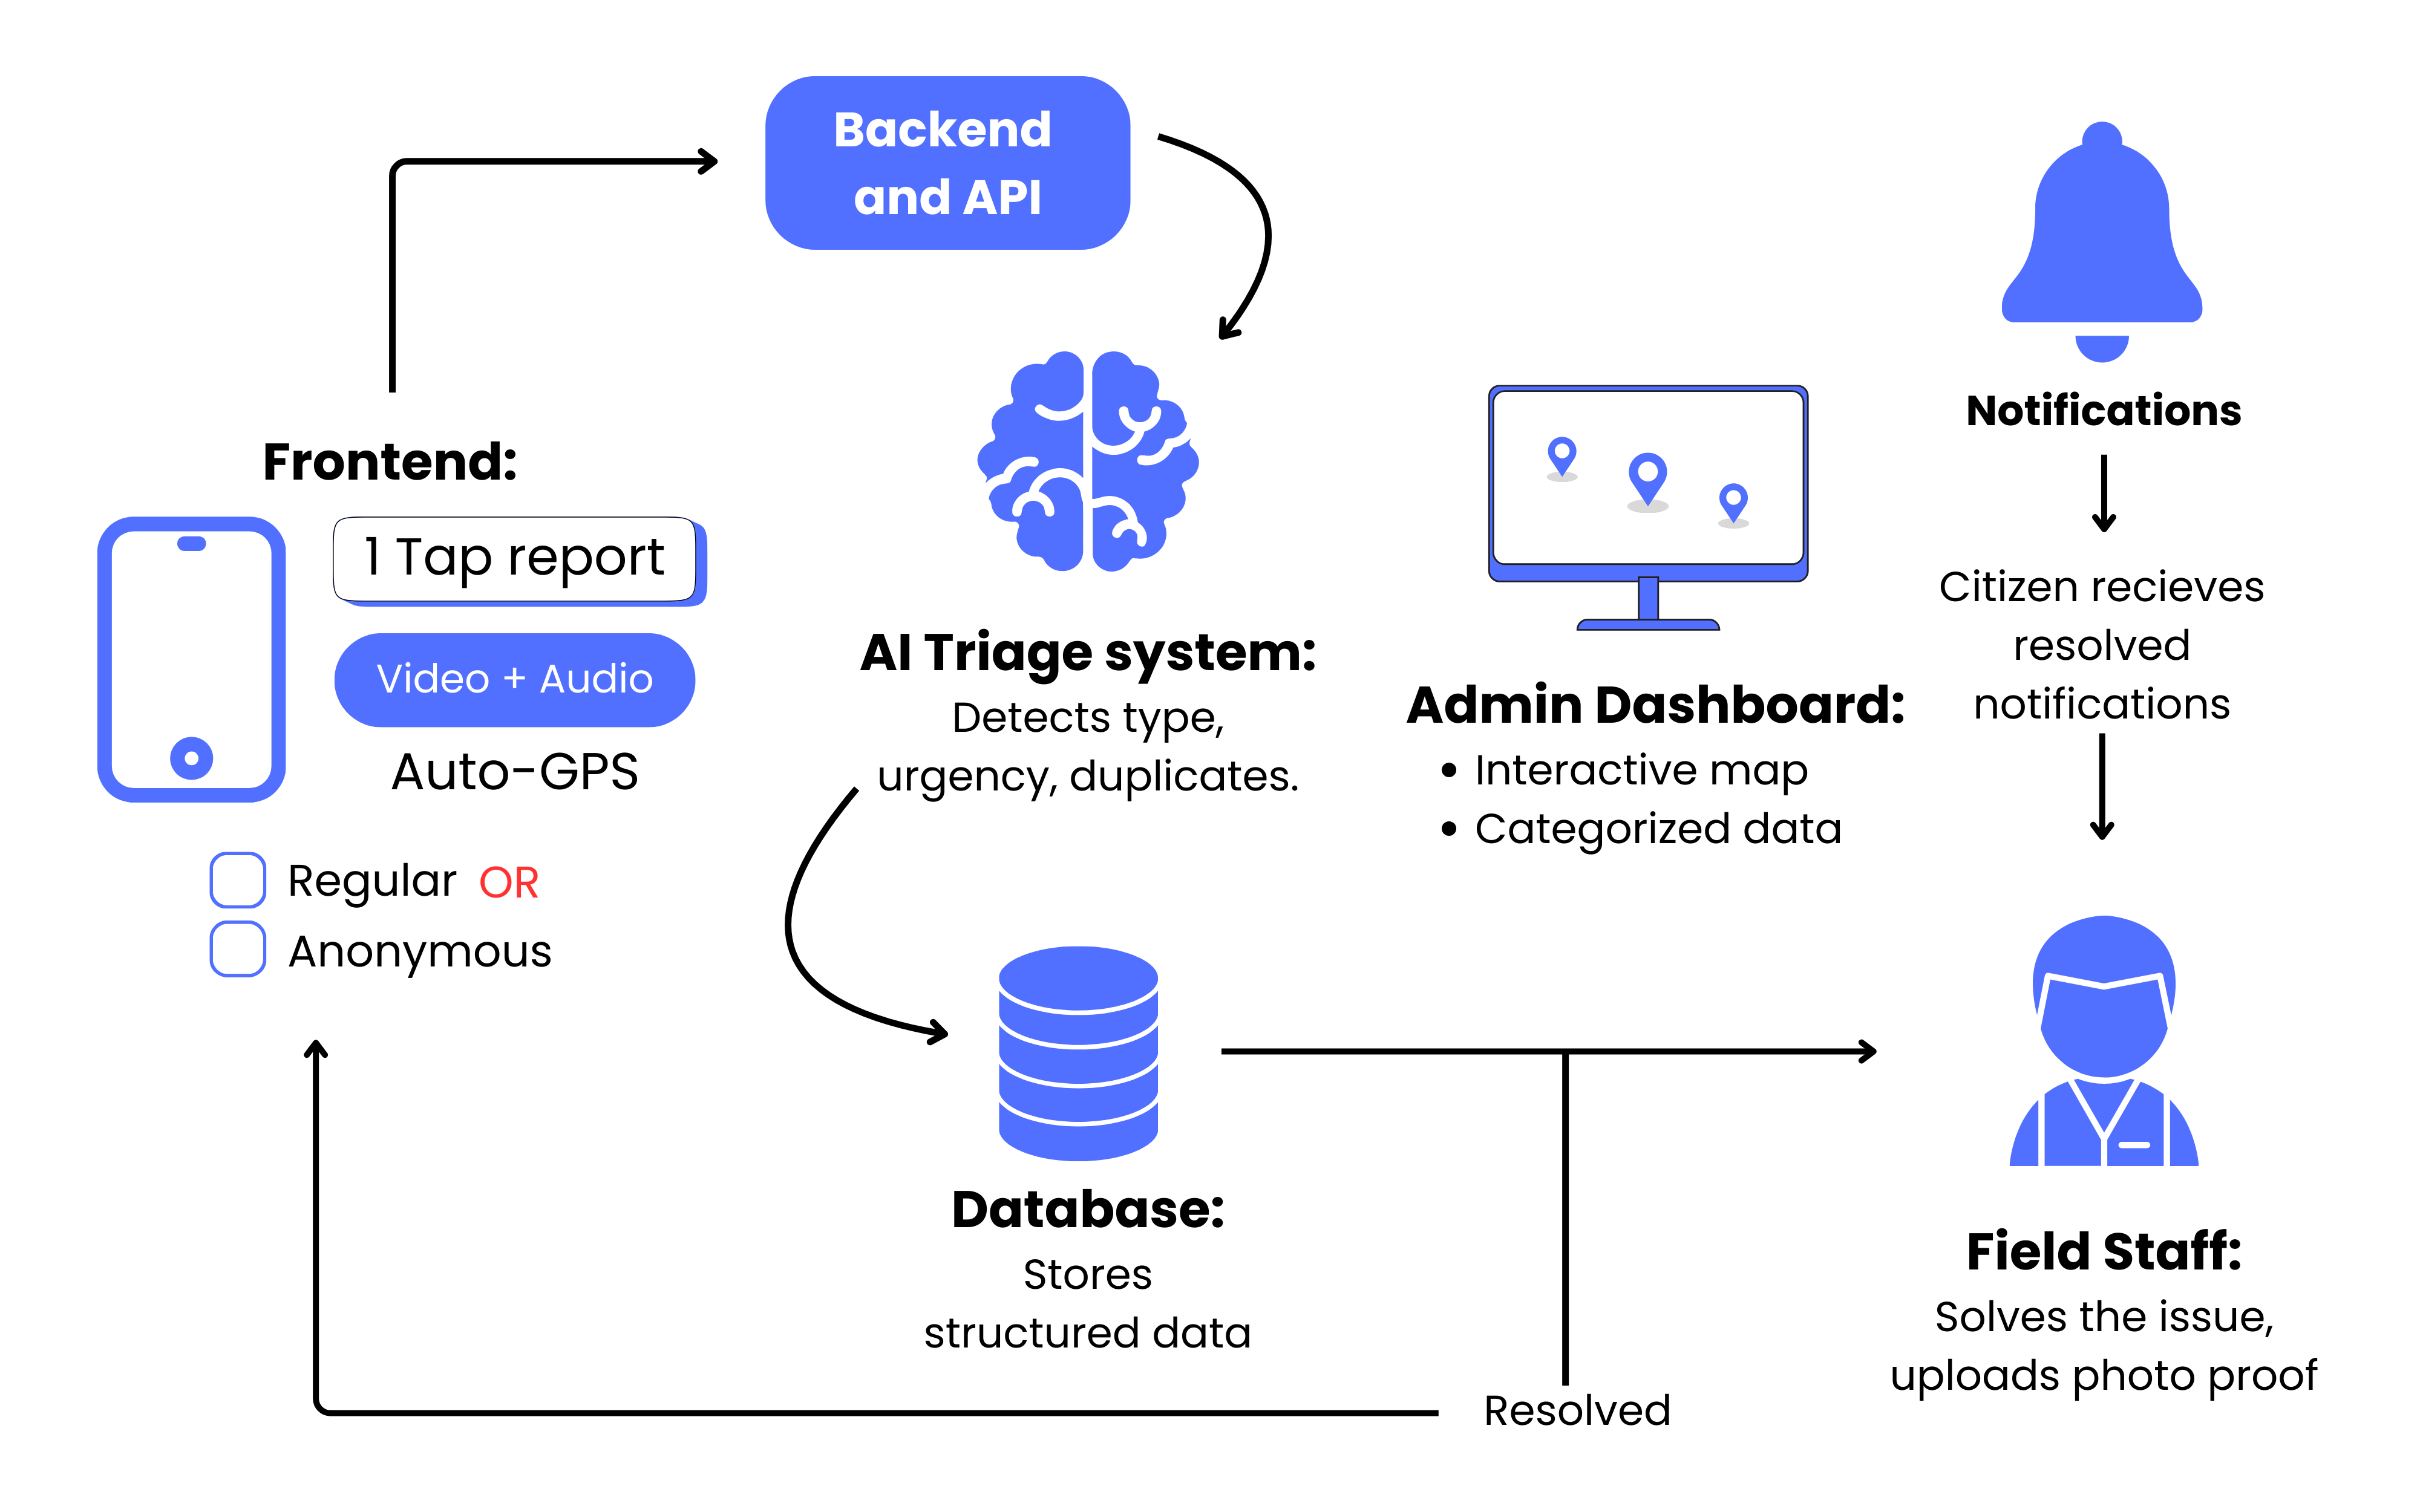 Backend
and API
Frontend:
1 Tap report
Video + Audio
Auto-GPS
Regular OR
Anonymous
AI Triage system:
Detects type,
urgency, duplicates.
Database:
Stores
structured data
Admin Dashboard:
• Interactive map
• Categorized data
Resolved
Notifications
Citizen recieves
resolved
notifications
Field Staff:
Solves the issue,
uploads photo proof